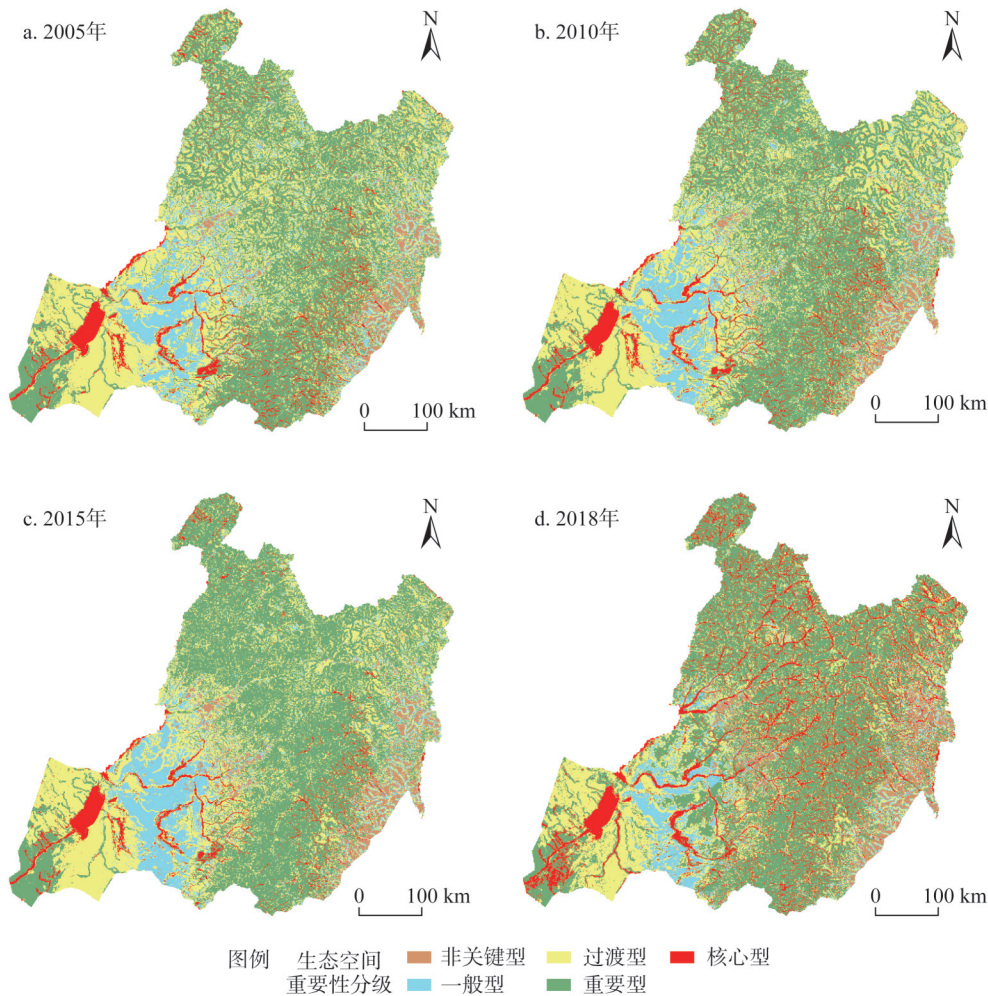 a. 2005年
N
0 100 km
b. 2010年
N
0 100 km
c. 2015年
N
0 100 km
d. 2018年
N
0 100 km
图例 生态空间 非关键型 过渡型 核心型
重要性分级 一般型 重要型